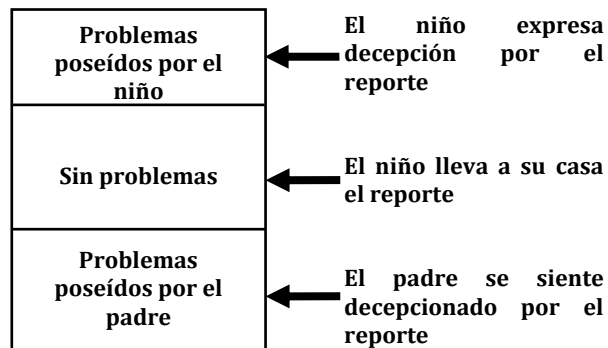 Problemas
poseídos por el
niño
El niño expresa
decepción por el
reporte
Sin problemas
El niño lleva a su casa
el reporte
Problemas
poseídos por el
padre
El padre se siente
decepcionado por el
reporte